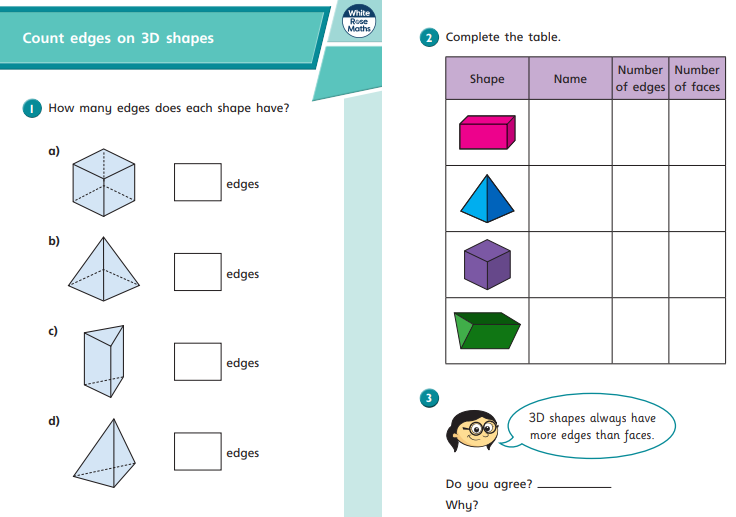 Count edges on 3D shapes
White
Rose
Maths
1 How many edges does each shape have?
a)
edges
b)
edges
c)
edges
d)
edges
2 Complete the table.
Shape Name Number of edges Number of faces
3
3D shapes always have
more edges than faces.
Do you agree? ___________
Why?